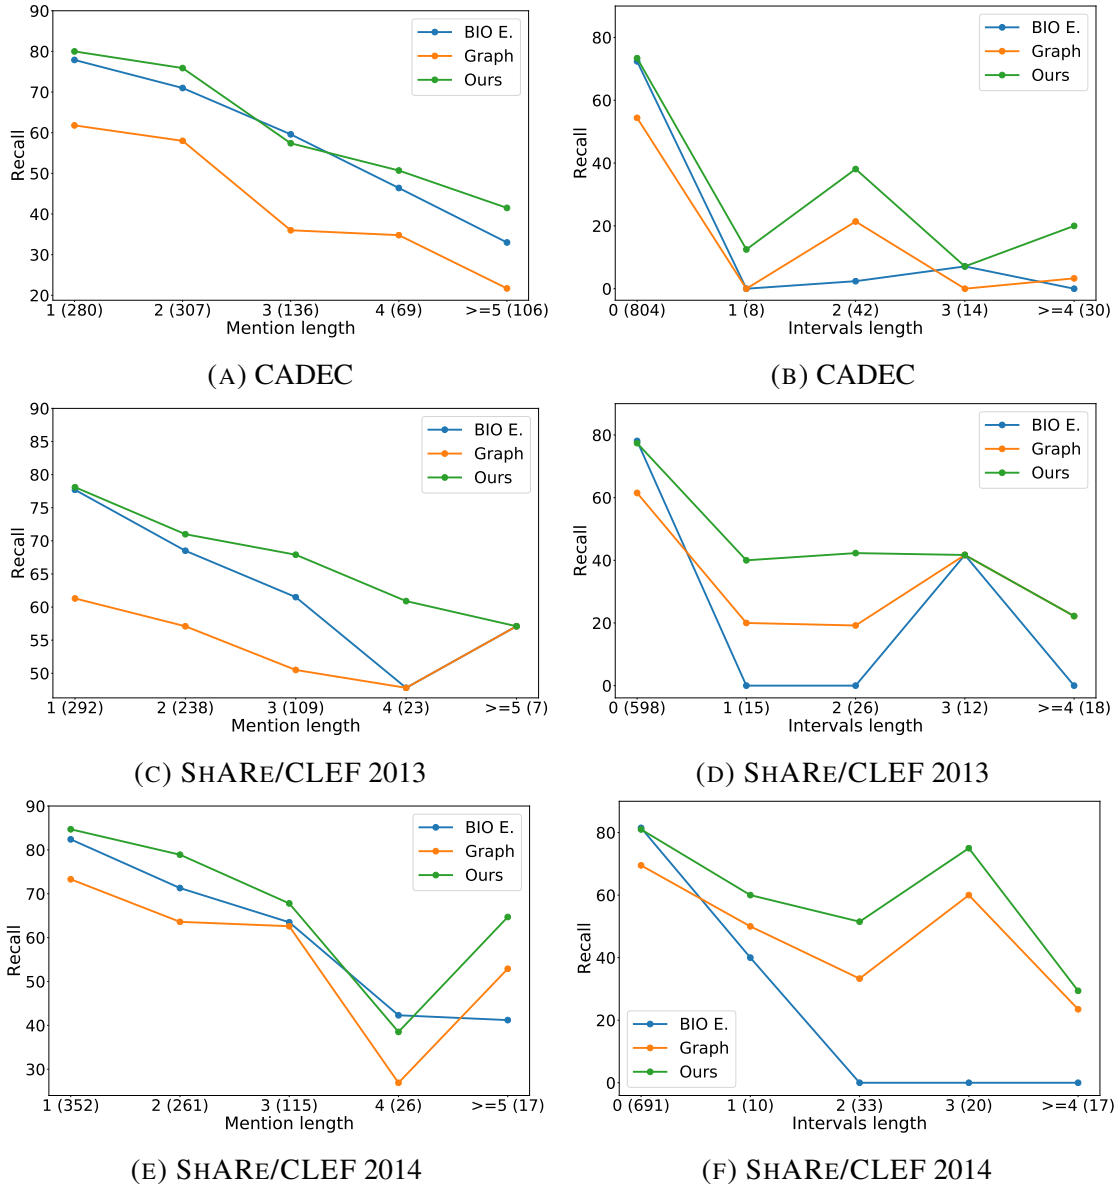 90
80
70
60
50
40
30
20
Recall
BIO E.
Graph
Ours
1 (280) 2 (307) 3 (136) 4 (69) >=5 (106)
Mention length
(A) CADEC
80
60
40
20
0
Recall
BIO E.
Graph
Ours
0 (804) 1 (8) 2 (42) 3 (14) >=4 (30)
Intervals length
(B) CADEC
90
85
80
75
70
65
60
55
50
Recall
BIO E.
Graph
Ours
1 (292) 2 (238) 3 (109) 4 (23) >=5 (7)
Mention length
(C) SHARE/CLEF 2013
80
60
40
20
0
Recall
BIO E.
Graph
Ours
0 (598) 1 (15) 2 (26) 3 (12) >=4 (18)
Intervals length
(D) SHARE/CLEF 2013
90
80
70
60
50
40
30
Recall
BIO E.
Graph
Ours
1 (352) 2 (261) 3 (115) 4 (26) >=5 (17)
Mention length
(E) SHARE/CLEF 2014
80
60
40
20
0
Recall
BIO E.
Graph
Ours
0 (691) 1 (10) 2 (33) 3 (20) >=4 (17)
Intervals length
(F) SHARE/CLEF 2014